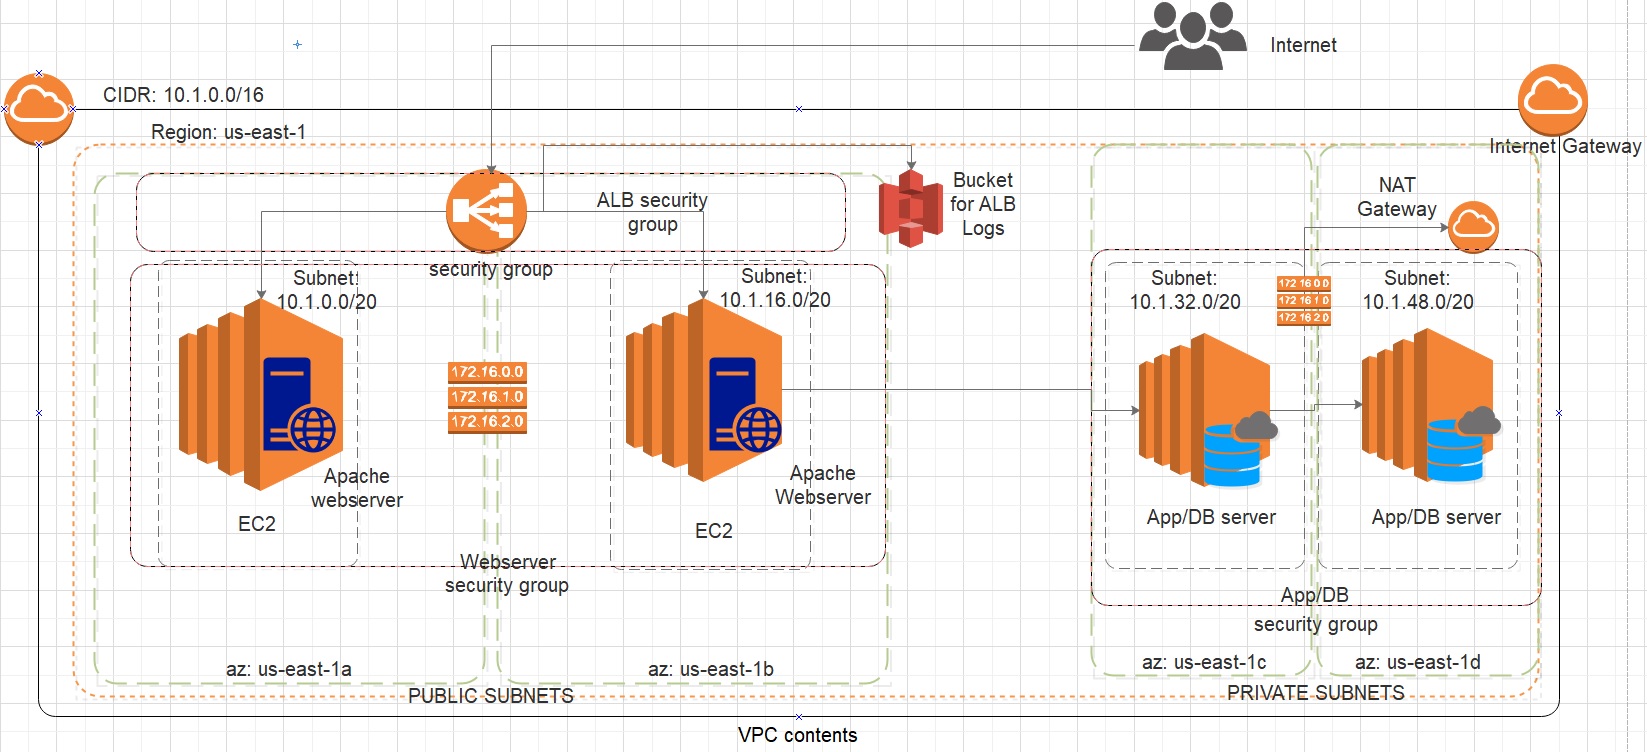 Internet
CIDR: 10.1.0.0/16
Region: us-east-1
Internet Gateway
Bucket
for ALB
Logs
NAT
Gateway
ALB security
group
security group
Subnet:
10.1.0.0/20
Subnet:
10.1.16.0/20
Subnet:
10.1.32.0/20
172.16.0.0
172.16.1.0
172.16.2.0
Subnet:
10.1.48.0/20
172.16.0.0
172.16.1.0
172.16.2.0
Apache
webserver
EC2
Apache
Webserver
EC2
App/DB server
App/DB server
Webserver
security group
App/DB
security group
az: us-east-1a
az: us-east-1b
az: us-east-1c
az: us-east-1d
PUBLIC SUBNETS
PRIVATE SUBNETS
VPC contents